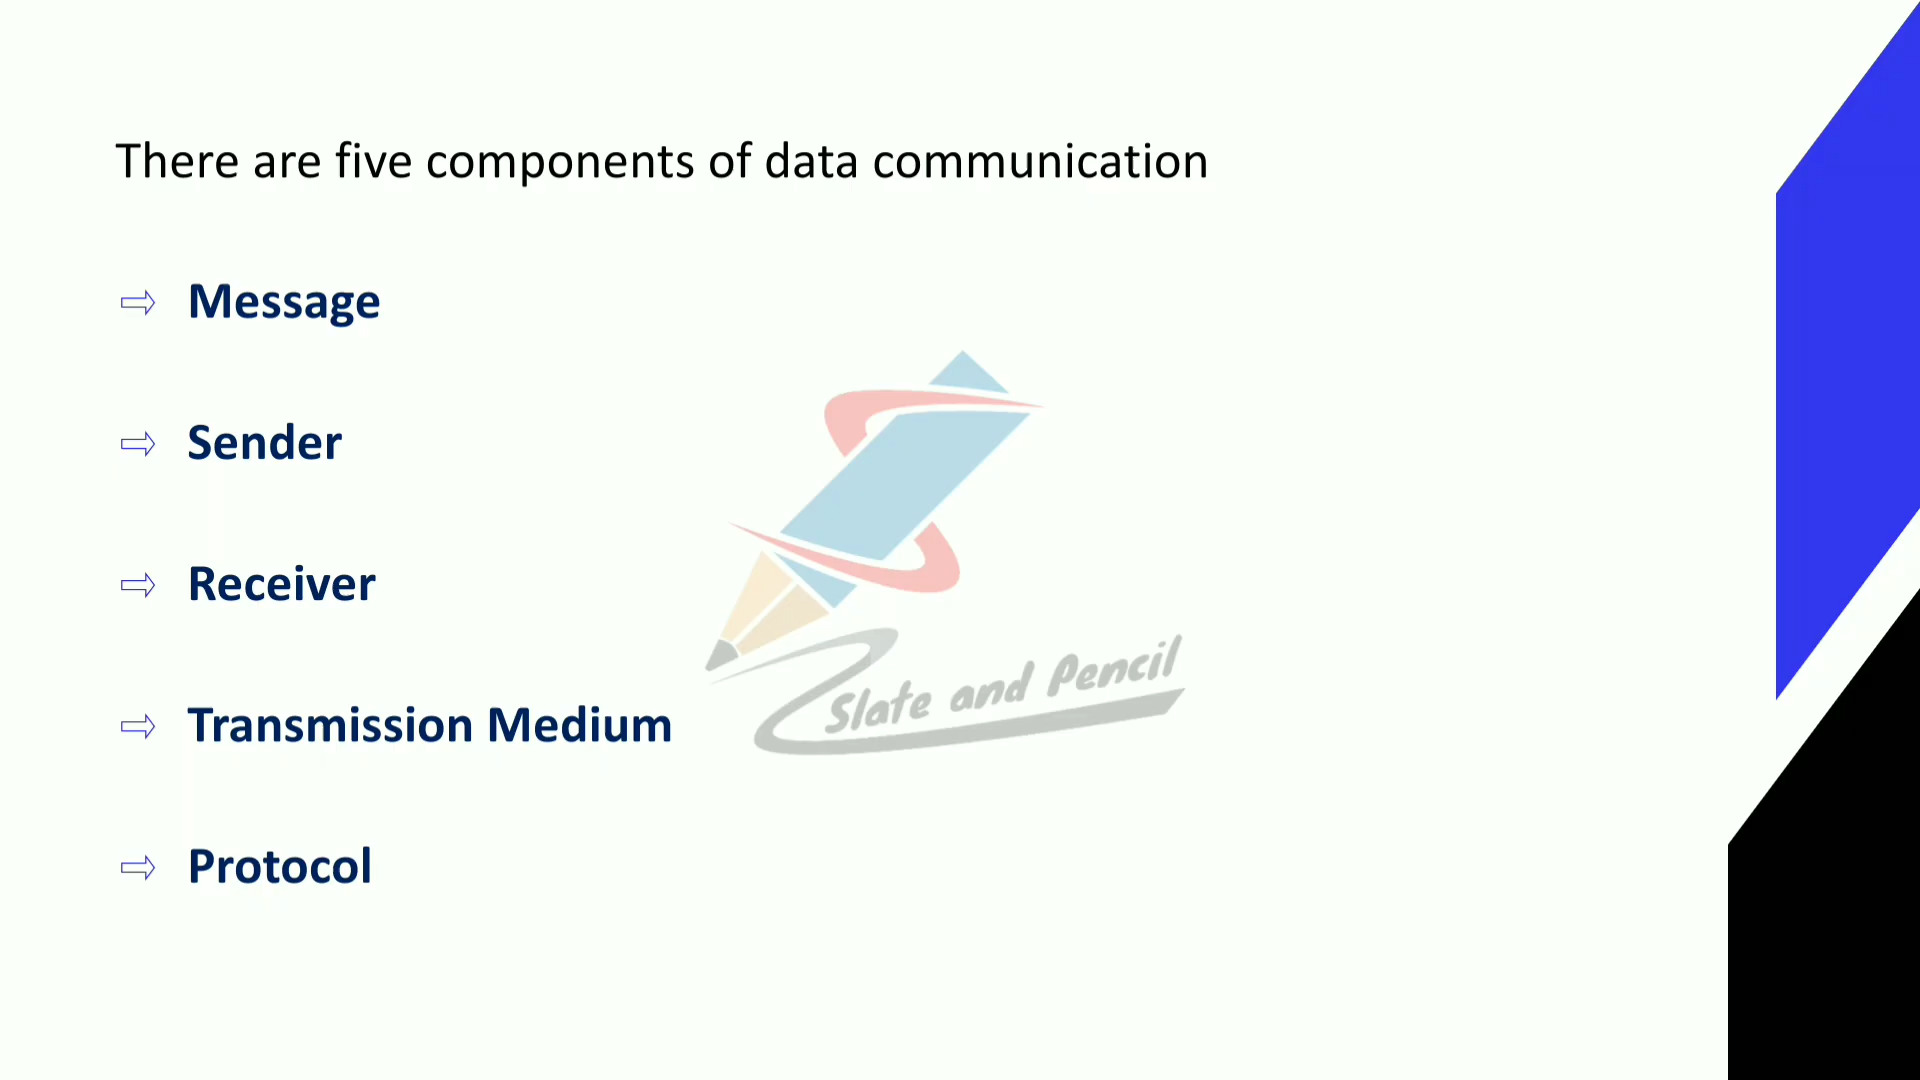 There are five components of data communication
⇨ Message
⇨ Sender
⇨ Receiver
⇨ Transmission Medium
⇨ Protocol
Slate and Pencil